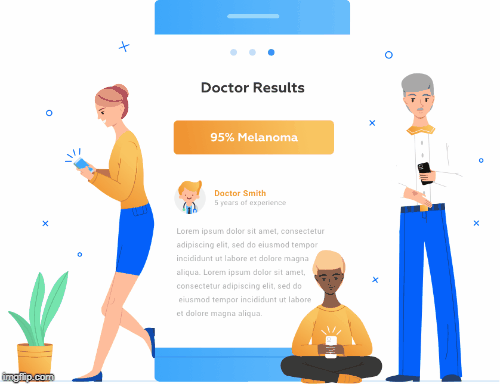 Doctor Results
95% Melanoma
Doctor Smith
5 years of experience
Lorem ipsum dolor sit amet, consectetur
adipiscing elit, sed do eiusmod tempor
incididunt ut labore et dolore magna
aliqua. Lorem ipsum dolor sit amet,
consectetur adipiscing elit, sed do
eiusmod tempor incididunt ut labore
et dolore magna aliqua.
imgflip.com